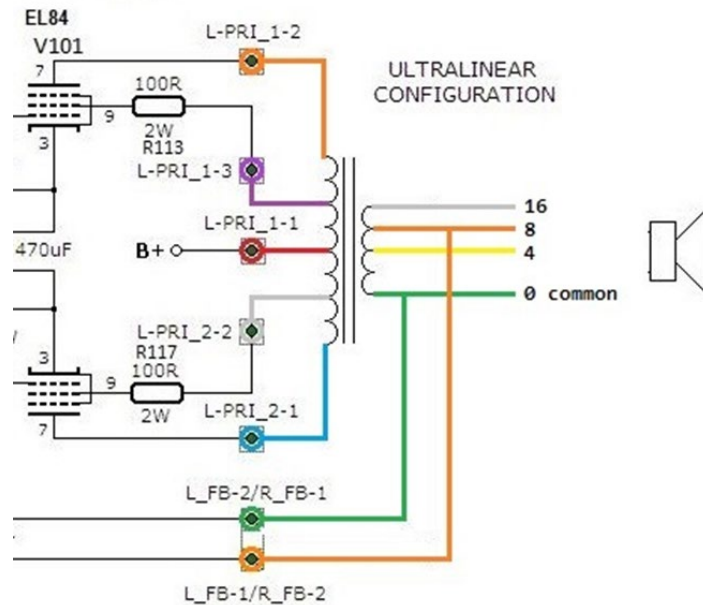 EL84
V101
7
L-PRI_1-2
ULTRALINEAR
CONFIGURATION
100R
9
2W
R113
3
L-PRI_1-3
16
L-PRI_1-1
8
470uF
B+
4
0 common
L-PRI_2-2
R117
3
100R
9
2W
L-PRI_2-1
7
L_FB-2/R_FB-1
L_FB-1/R_FB-2